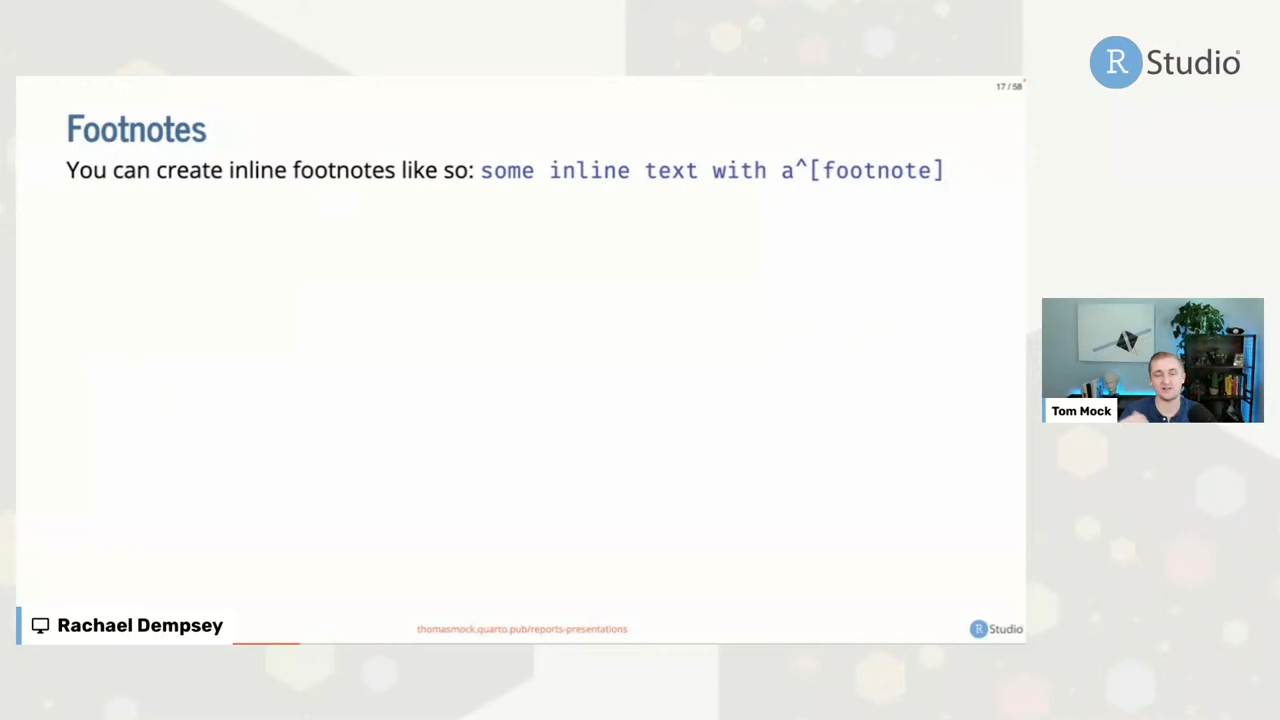 R Studio®
17 / 58
Footnotes
You can create inline footnotes like so: some inline text with a^[footnote]
Tom Mock
Rachael Dempsey
thomasmock.quarto.pub/reports-presentations
R Studio